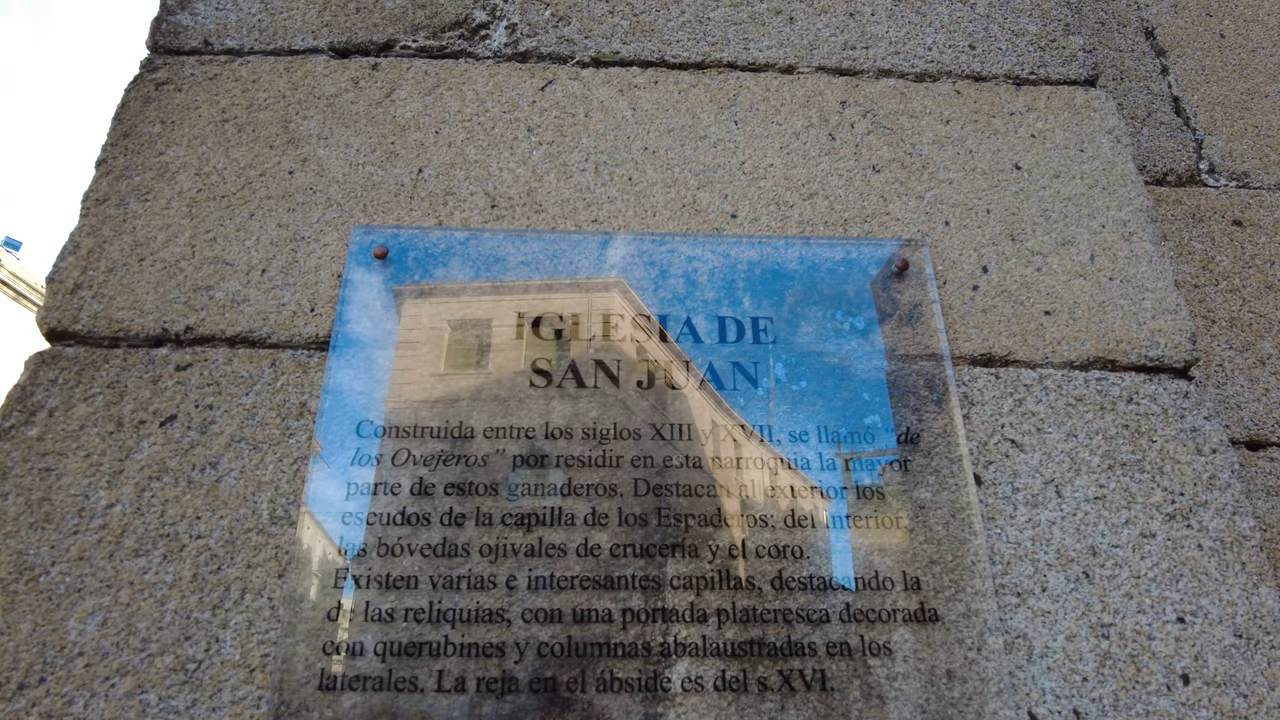 IGLESIA DE
SAN JUAN
Construida entre los siglos XIII y XVII, se llamó "de
los Ovejeros" por residir en esta parroquia la mayor
parte de estos ganaderos. Destacan al exterior los
escudos de la capilla de los Espaderos; del interior,
las bóvedas ojivales de crucería y el coro.
Existen varias e interesantes capillas, destacando la
de las reliquias, con una portada plateresca decorada
con querubines y columnas abalaustradas en los
laterales. La reja en el ábside es del s.XVI.